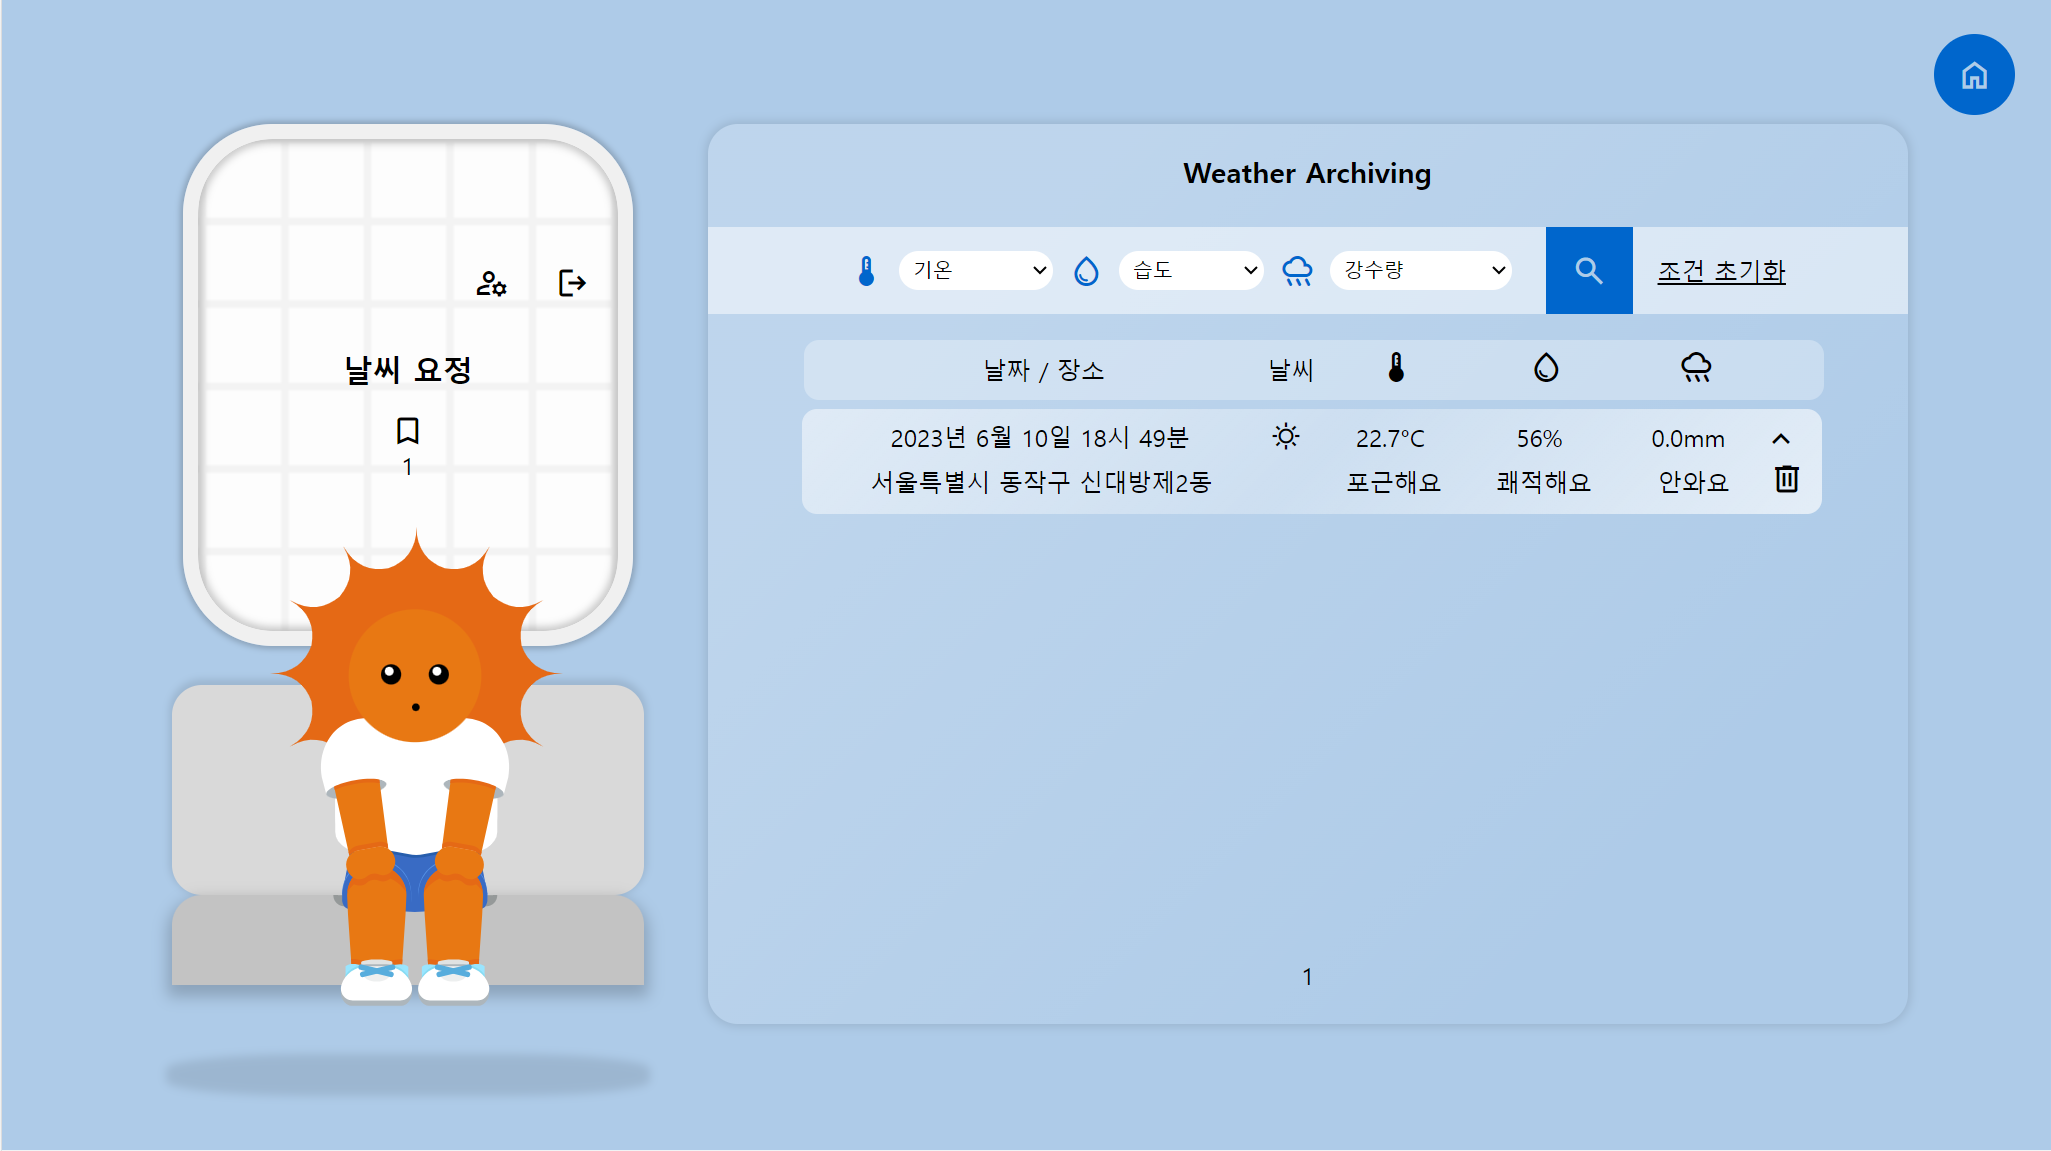 날씨 요정
1
Weather Archiving
기온 습도 강수량 조건 초기화
날짜 / 장소 날씨
2023년 6월 10일 18시 49분 22.7°C 56% 0.0mm
서울특별시 동작구 신대방제2동 포근해요 쾌적해요 안와요
1